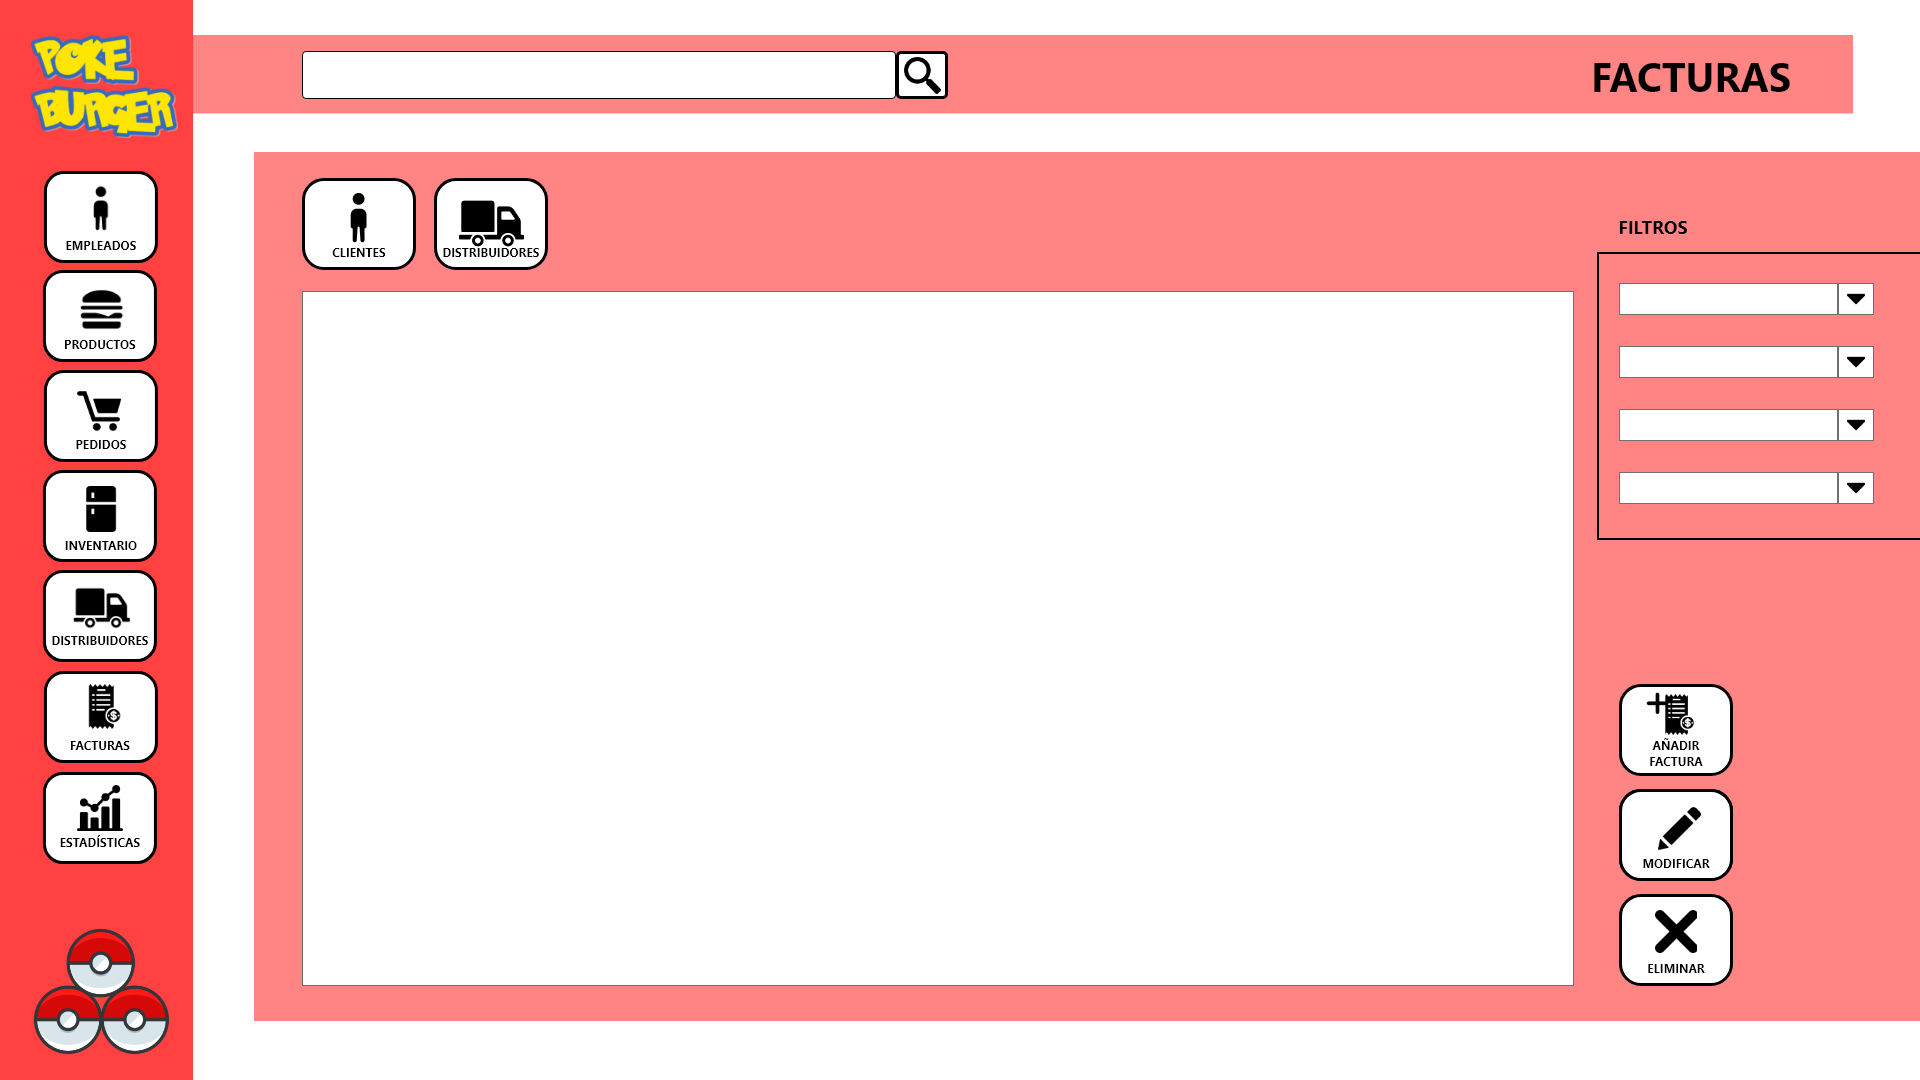 POKE
BURGER
FACTURAS
EMPLEADOS
PRODUCTOS
PEDIDOS
INVENTARIO
DISTRIBUIDORES
FACTURAS
ESTADÍSTICAS
CLIENTES
DISTRIBUIDORES
FILTROS
AÑADIR
FACTURA
MODIFICAR
ELIMINAR